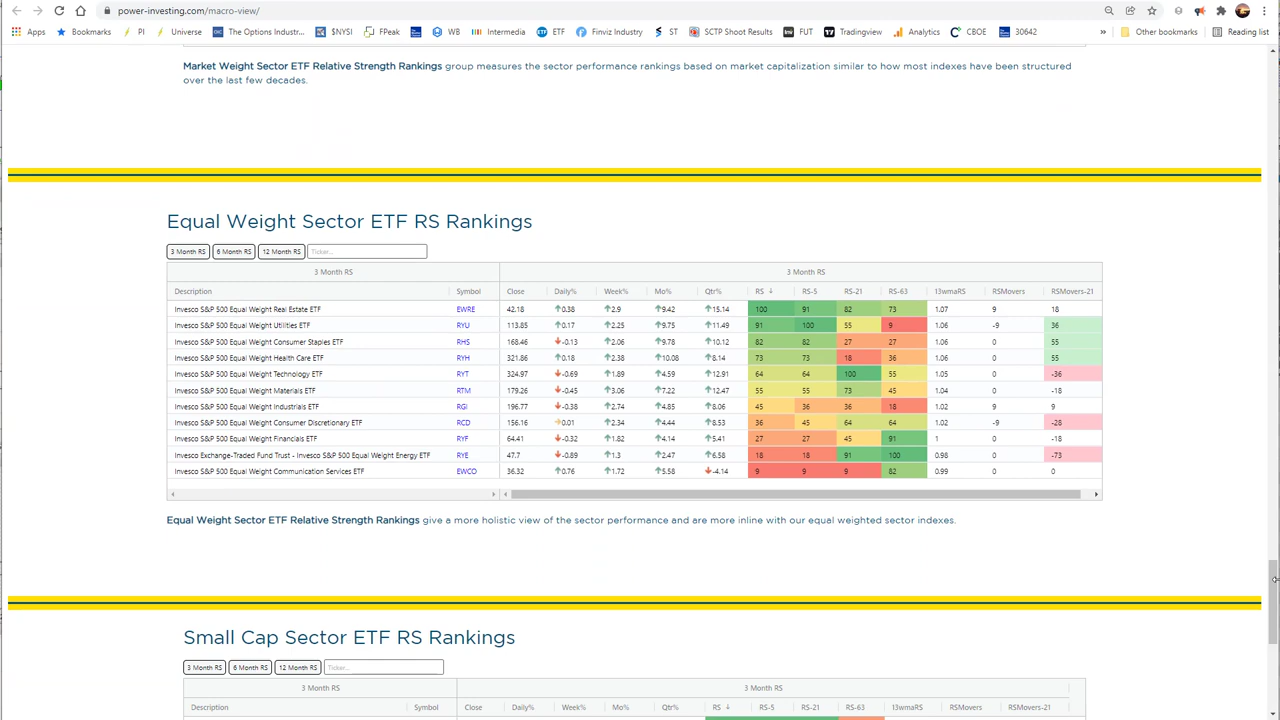 power-investing.com/macro-view/
Apps Bookmarks PI Universe The Options Industr... $NYSI FPeak WB Intermedia ETF Finviz Industry ST SCTP Shoot Results FUT Tradingview Analytics CBOE 30642 » Other bookmarks Reading list
Market Weight Sector ETF Relative Strength Rankings group measures the sector performance rankings based on market capitalization similar to how most indexes have been structured
over the last few decades.
Equal Weight Sector ETF RS Rankings
3 Month RS 6 Month RS 12 Month RS Ticker...
3 Month RS 3 Month RS
Description Symbol Close Daily% Week% Mo% Qtr% RS ↓ RS-5 RS-21 RS-63 13wmaRS RSMovers RSMovers-21
Invesco S&P 500 Equal Weight Real Estate ETF EWRE 42.18 ↑0.38 ↑2.9 ↑9.42 ↑15.14 100 91 82 73 1.07 9 18
Invesco S&P 500 Equal Weight Utilities ETF RYU 113.85 ↑0.17 ↑2.25 ↑9.75 ↑11.49 91 100 55 9 1.06 -9 36
Invesco S&P 500 Equal Weight Consumer Staples ETF RHS 168.46 ↓-0.13 ↑2.06 ↑9.78 ↑10.12 82 82 27 27 1.06 0 55
Invesco S&P 500 Equal Weight Health Care ETF RYH 321.86 ↑0.18 ↑2.38 ↑10.08 ↑8.14 73 73 18 36 1.06 0 55
Invesco S&P 500 Equal Weight Technology ETF RYT 324.97 ↓-0.69 ↑1.89 ↑4.59 ↑12.91 64 64 100 55 1.05 0 -36
Invesco S&P 500 Equal Weight Materials ETF RTM 179.26 ↓-0.45 ↑3.06 ↑7.22 ↑12.47 55 55 73 45 1.04 0 -18
Invesco S&P 500 Equal Weight Industrials ETF RGI 196.77 ↓-0.38 ↑2.74 ↑4.85 ↑8.06 45 36 36 18 1.02 9 9
Invesco S&P 500 Equal Weight Consumer Discretionary ETF RCD 156.16 →0.01 ↑2.34 ↑4.44 ↑8.53 36 45 64 64 1.02 -9 -28
Invesco S&P 500 Equal Weight Financials ETF RYF 64.41 ↓-0.32 ↑1.82 ↑4.14 ↑5.41 27 27 45 91 1 0 -18
Invesco Exchange-Traded Fund Trust - Invesco S&P 500 Equal Weight Energy ETF RYE 47.7 ↓-0.89 ↑1.3 ↑2.47 ↑6.58 18 18 91 100 0.98 0 -73
Invesco S&P 500 Equal Weight Communication Services ETF EWCO 36.32 ↑0.76 ↑1.72 ↑5.58 ↓-4.14 9 9 9 82 0.99 0 0
Equal Weight Sector ETF Relative Strength Rankings give a more holistic view of the sector performance and are more inline with our equal weighted sector indexes.
Small Cap Sector ETF RS Rankings
3 Month RS 6 Month RS 12 Month RS Ticker...
3 Month RS 3 Month RS
Description Symbol Close Daily% Week% Mo% Qtr% RS ↓ RS-5 RS-21 RS-63 13wmaRS RSMovers RSMovers-21